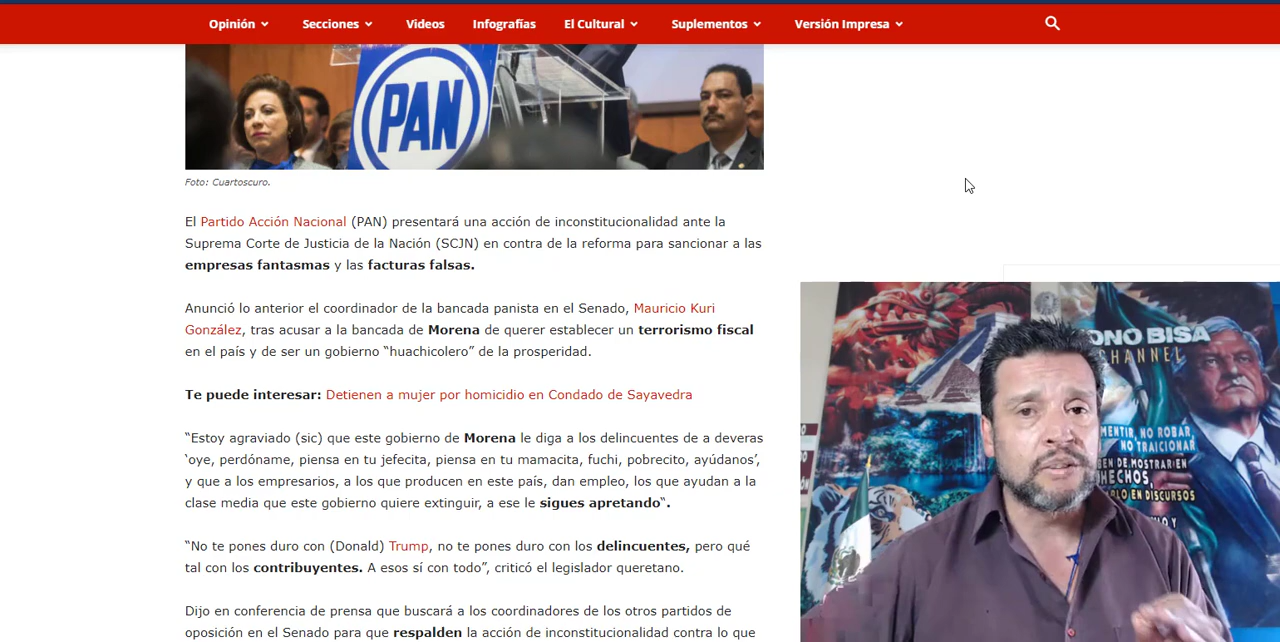 Opinión Secciones Videos Infografías El Cultural Suplementos Versión Impresa
PAN
Foto: Cuartoscuro.
El Partido Acción Nacional (PAN) presentará una acción de inconstitucionalidad ante la
Suprema Corte de Justicia de la Nación (SCJN) en contra de la reforma para sancionar a las
empresas fantasmas y las facturas falsas.
Anunció lo anterior el coordinador de la bancada panista en el Senado, Mauricio Kuri
González, tras acusar a la bancada de Morena de querer establecer un terrorismo fiscal
en el país y de ser un gobierno “huachicolero” de la prosperidad.
Te puede interesar: Detienen a mujer por homicidio en Condado de Sayavedra
“Estoy agraviado (sic) que este gobierno de Morena le diga a los delincuentes de a deveras
‘oye, perdóname, piensa en tu jefecita, piensa en tu mamacita, fuchi, pobrecito, ayúdanos’,
y que a los empresarios, a los que producen en este país, dan empleo, los que ayudan a la
clase media que este gobierno quiere extinguir, a ese le sigues apretando“.
“No te pones duro con (Donald) Trump, no te pones duro con los delincuentes, pero qué
tal con los contribuyentes. A esos sí con todo”, criticó el legislador queretano.
Dijo en conferencia de prensa que buscará a los coordinadores de los otros partidos de
oposición en el Senado para que respalden la acción de inconstitucionalidad contra lo que
ONO BISA
CHANNEL
MENTIR, NO ROBAR,
NO TRAICIONAR
DE MOSTRAR EN
HECHOS,
EN DISCURSOS